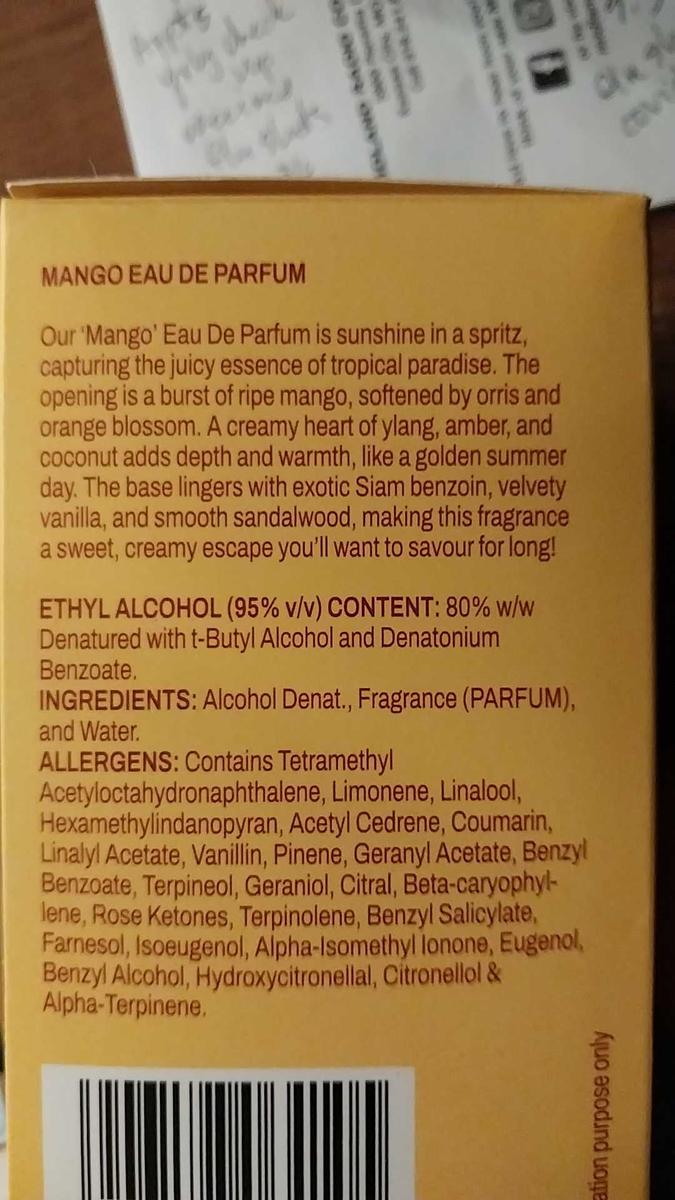 MANGO EAU DE PARFUM
Our 'Mango' Eau De Parfum is sunshine in a spritz,
capturing the juicy essence of tropical paradise. The
opening is a burst of ripe mango, softened by orris and
orange blossom. A creamy heart of ylang, amber, and
coconut adds depth and warmth, like a golden summer
day. The base lingers with exotic Siam benzoin, velvety
vanilla, and smooth sandalwood, making this fragrance
a sweet, creamy escape you'll want to savour for long!
ETHYL ALCOHOL (95% v/v) CONTENT: 80% w/w
Denatured with t-Butyl Alcohol and Denatonium
Benzoate.
INGREDIENTS: Alcohol Denat., Fragrance (PARFUM),
and Water.
ALLERGENS: Contains Tetramethyl
Acetyloctahydronaphthalene, Limonene, Linalool,
Hexamethylindanopyran, Acetyl Cedrene, Coumarin,
Linalyl Acetate, Vanillin, Pinene, Geranyl Acetate, Benzyl
Benzoate, Terpineol, Geraniol, Citral, Beta-caryophyl-
lene, Rose Ketones, Terpinolene, Benzyl Salicylate,
Farnesol, Isoeugenol, Alpha-Isomethyl Ionone, Eugenol,
Benzyl Alcohol, Hydroxycitronellal, Citronellol &
Alpha-Terpinene.
purpose only